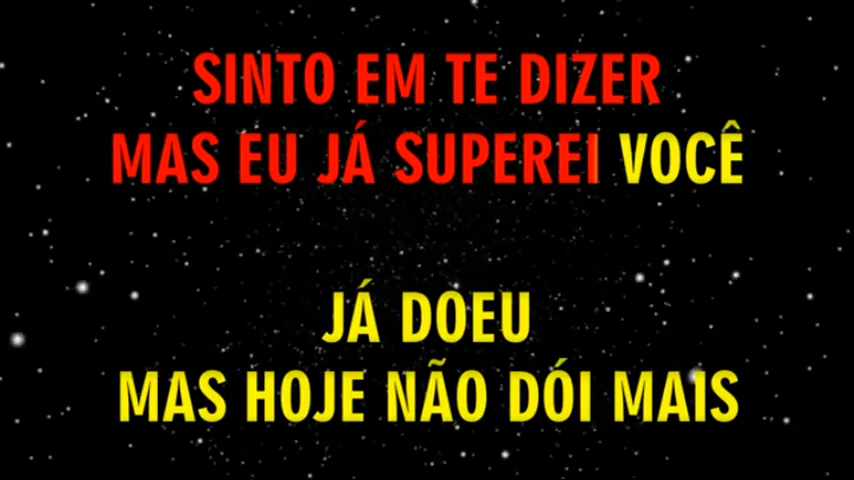 SINTO EM TE DIZER
MAS EU JÁ SUPEREI VOCÊ
JÁ DOEU
MAS HOJE NÃO DÓI MAIS